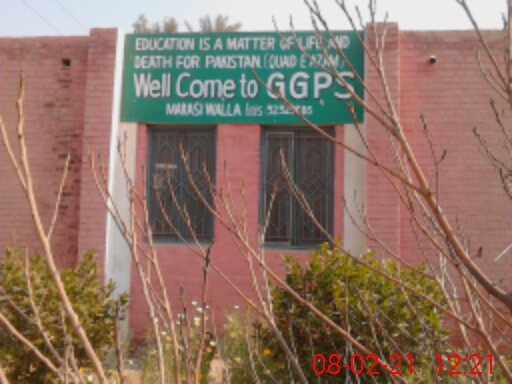 EDUCATION IS A MATTER OF LIFE AND
DEATH FOR PAKISTAN. (QUAID E AZAM)
Well Come to GGPS
MARASI WALLA
08-02-21 12:21